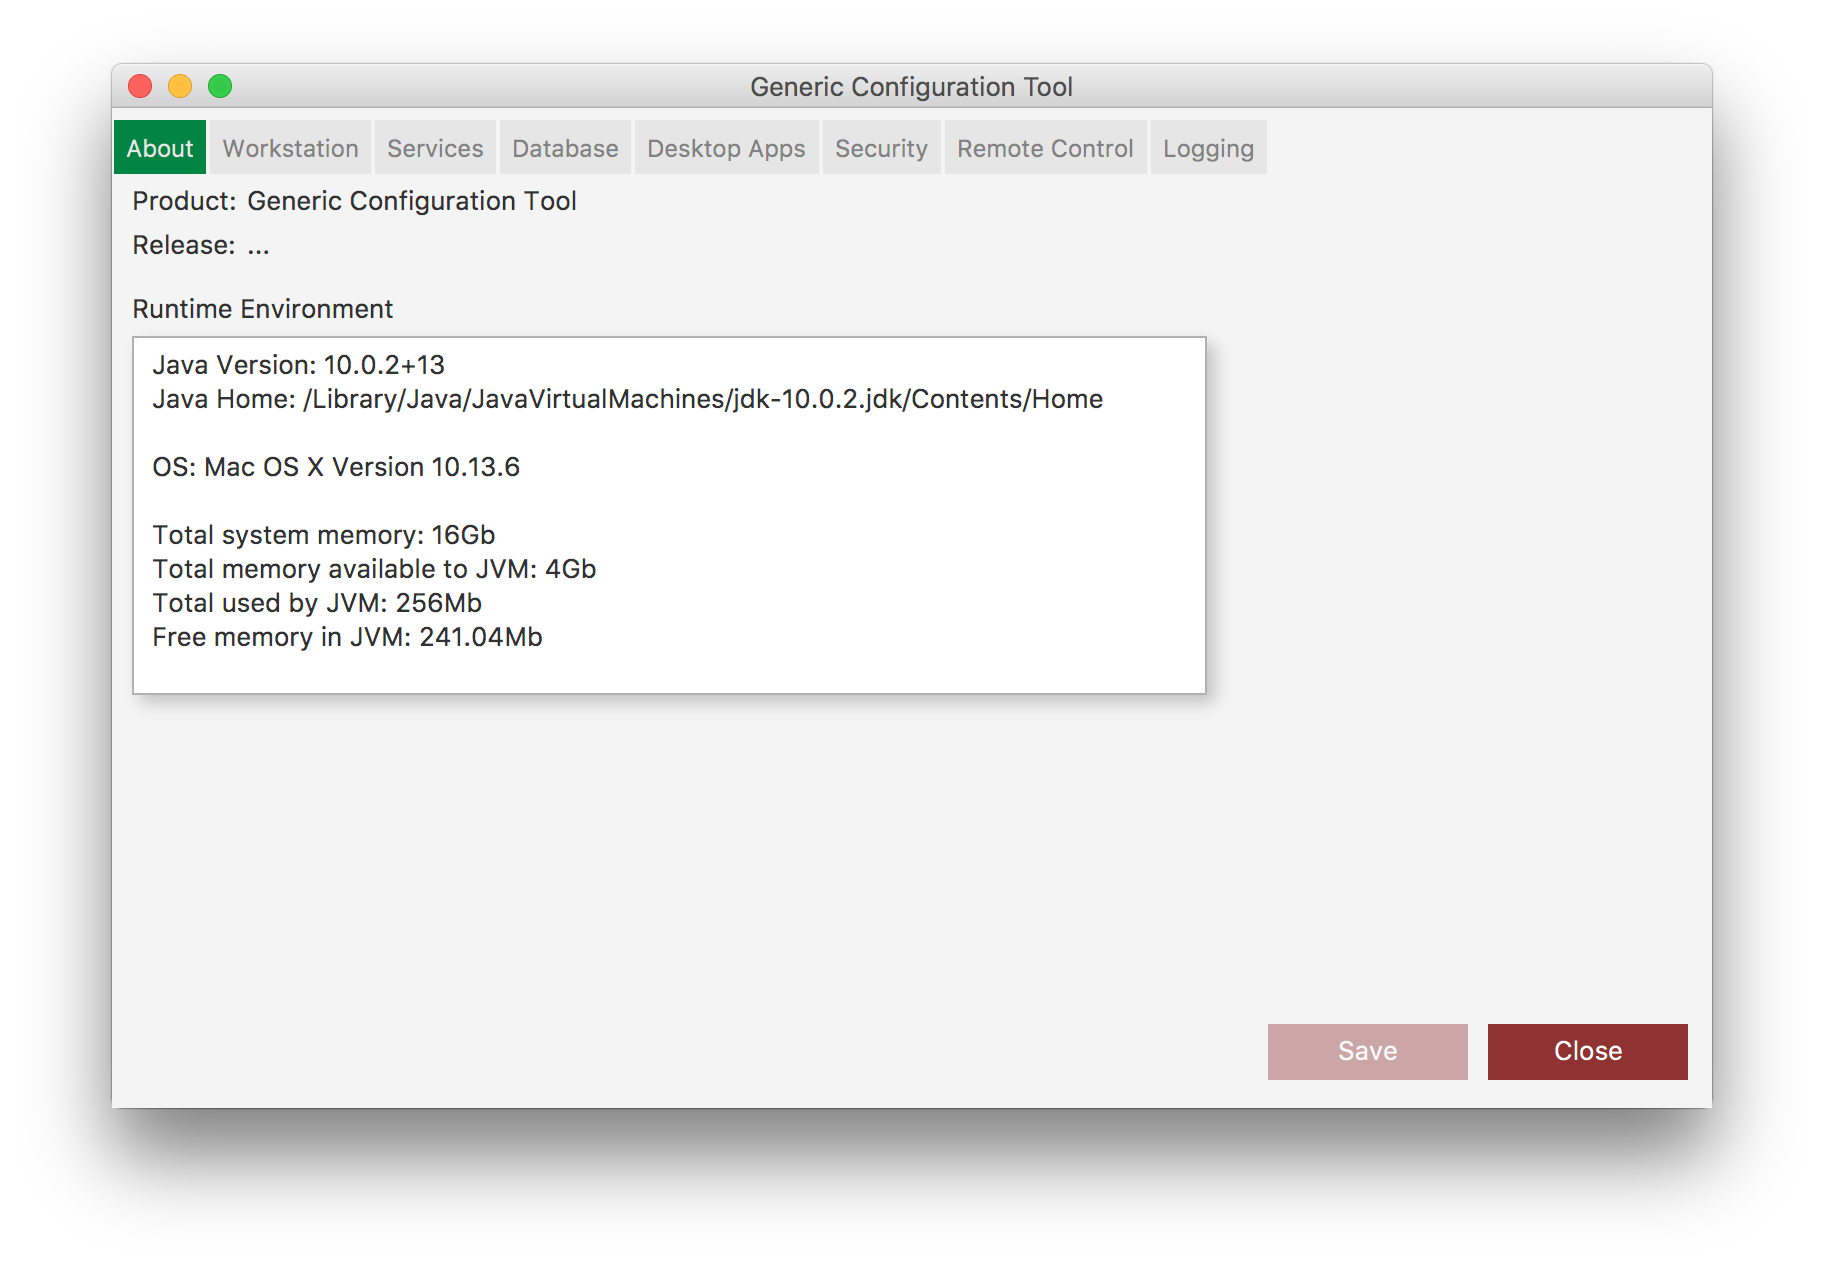 Generic Configuration Tool
About Workstation Services Database Desktop Apps Security Remote Control Logging
Product: Generic Configuration Tool
Release: ...
Runtime Environment
Java Version: 10.0.2+13
Java Home: /Library/Java/JavaVirtualMachines/jdk-10.0.2.jdk/Contents/Home
OS: Mac OS X Version 10.13.6
Total system memory: 16Gb
Total memory available to JVM: 4Gb
Total used by JVM: 256Mb
Free memory in JVM: 241.04Mb
Save Close